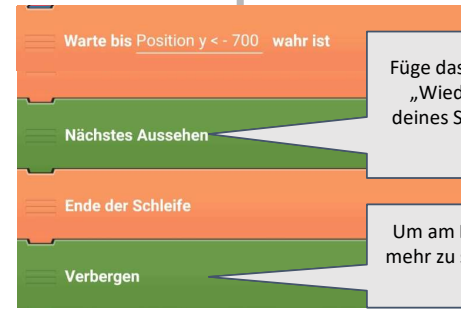 Warte bis Position y < - 700 wahr ist
Füge das
„Wied
deines S
Nächstes Aussehen
Ende der Schleife
Um am
mehr zu
Verbergen